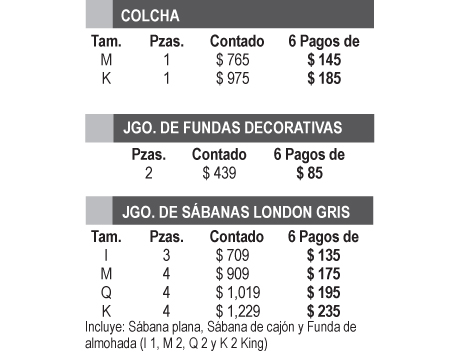 COLCHA
Tam. Pzas. Contado 6 Pagos de
M 1 $ 765 $ 145
K 1 $ 975 $ 185
JGO. DE FUNDAS DECORATIVAS
Pzas. Contado 6 Pagos de
2 $ 439 $ 85
JGO. DE SÁBANAS LONDON GRIS
Tam. Pzas. Contado 6 Pagos de
I 3 $ 709 $ 135
M 4 $ 909 $ 175
Q 4 $ 1,019 $ 195
K 4 $ 1,229 $ 235
Incluye: Sábana plana, Sábana de cajón y Funda de
almohada (I 1, M 2, Q 2 y K 2 King)